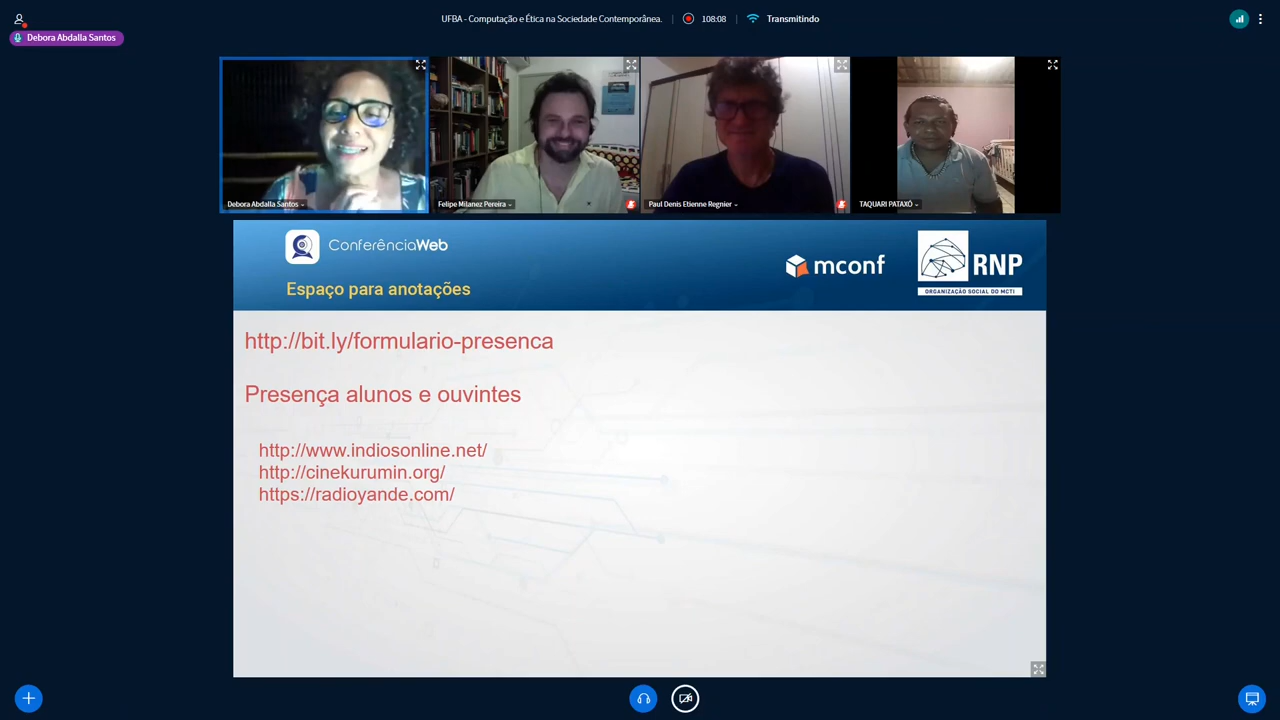 UFBA - Computação e Ética na Sociedade Contemporânea.
108:08
Transmitindo
Debora Abdalla Santos
Debora Abdalla Santos
Felipe Milanez Pereira
Paul Denis Etienne Regnier
TAQUARI PATAXÓ
ConferênciaWeb
mconf
RNP
ORGANIZAÇÃO SOCIAL DO MCTI
Espaço para anotações
http://bit.ly/formulario-presenca
Presença alunos e ouvintes
http://www.indiosonline.net/
http://cinekurumin.org/
https://radioyande.com/